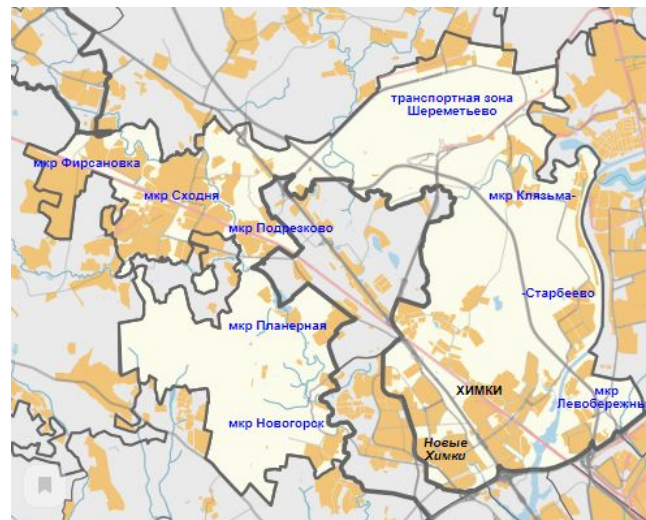 транспортная зона
Шереметьево
мкр Фирсановка
мкр Сходня
мкр Клязьма-
мкр Подрезково
-Старбеево
мкр Планерная
ХИМКИ
мкр
Левобережны
мкр Новогорск
Новые
Химки